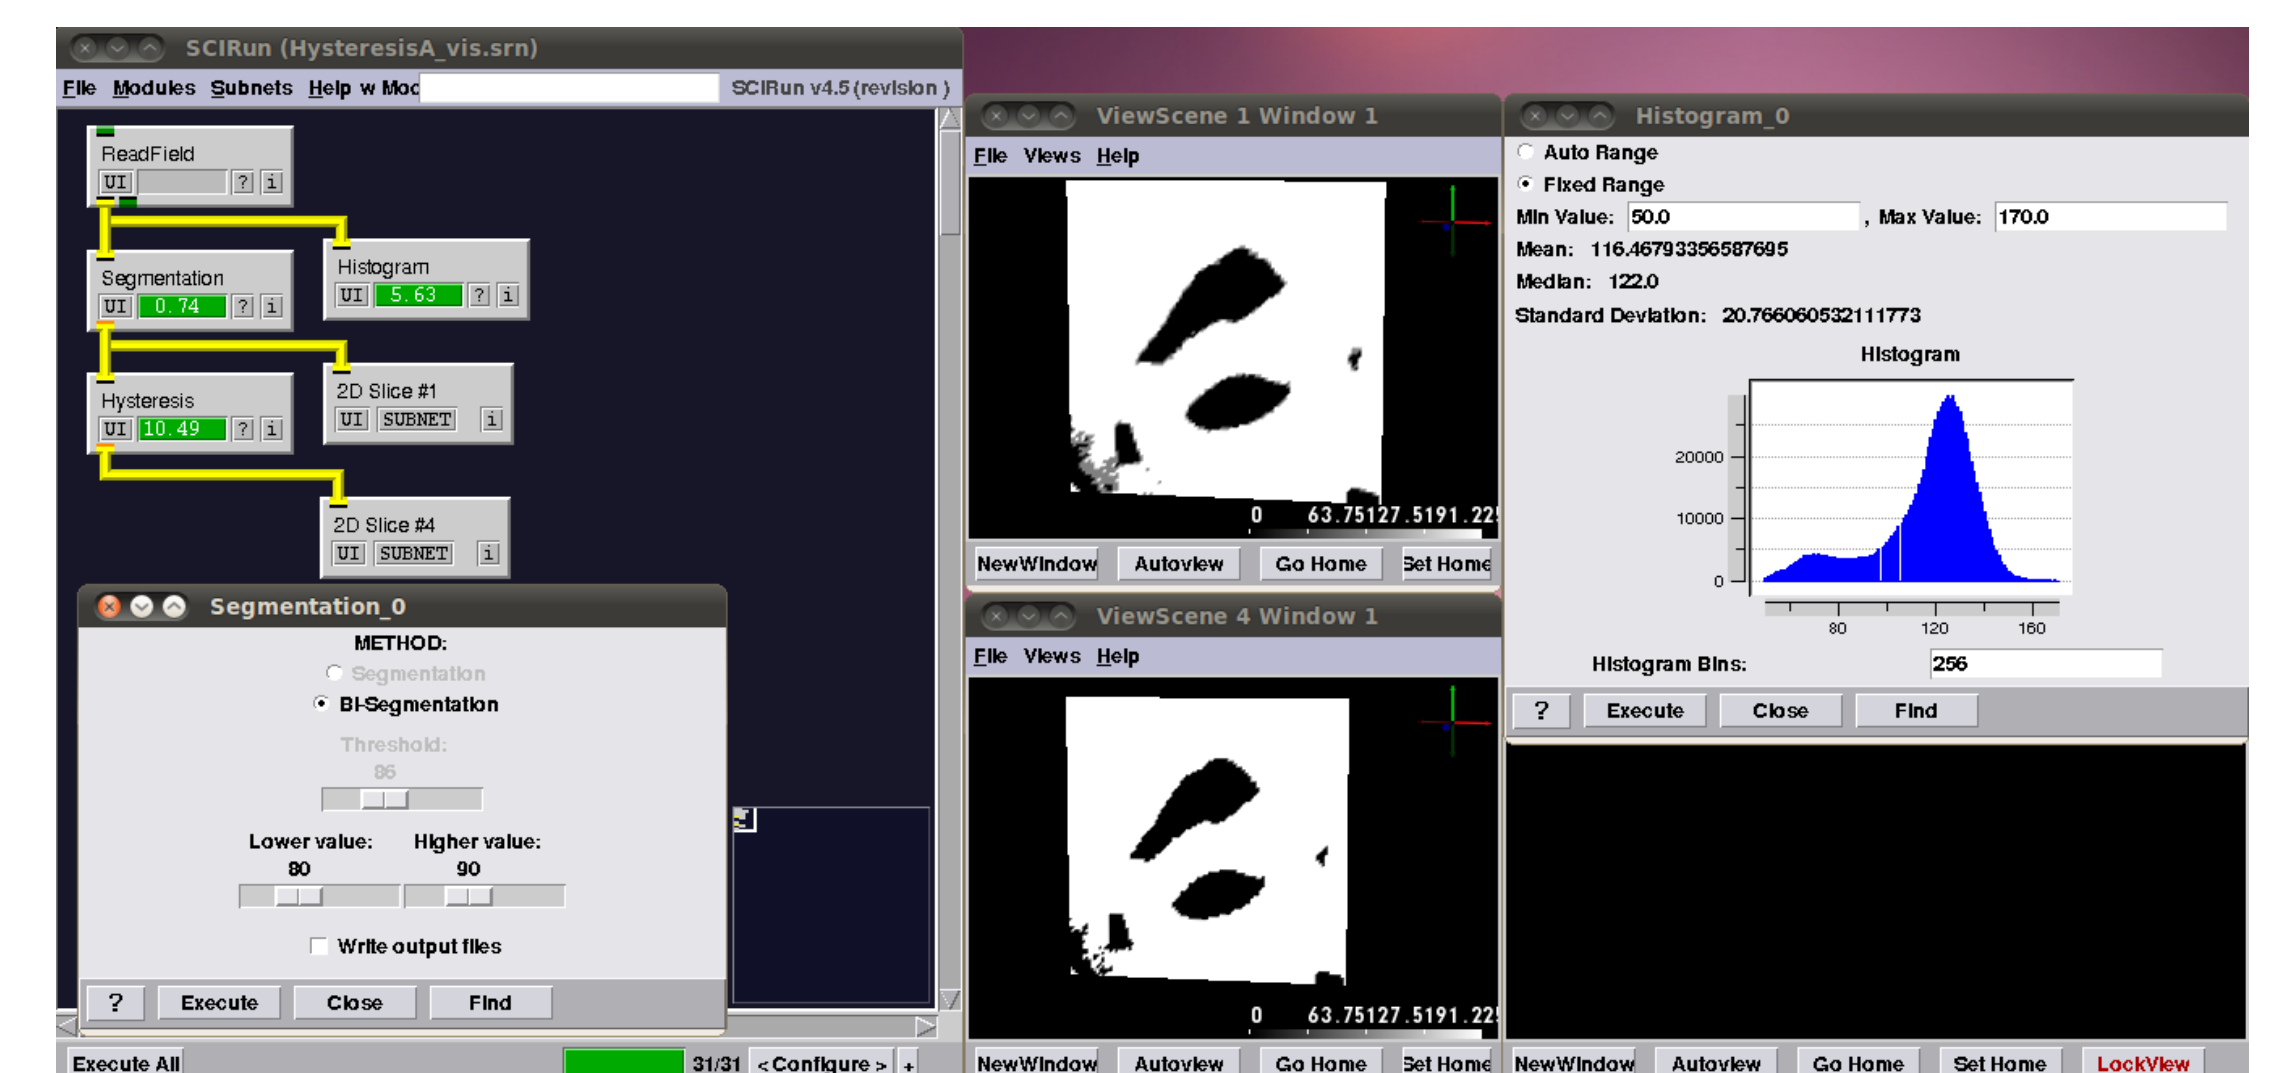 SCIRun (HysteresisA_vis.srn)
File Modules Subnets Help w Mod
SCIRun v4.5 (revision )
ReadField
UI ? i
Segmentation
UI 0.74 ? i
Histogram
UI 5.63 ? i
Hysteresis
UI 10.49 ? i
2D Slice #1
UI SUBNET i
2D Slice #4
UI SUBNET i
Segmentation_0
METHOD:
Segmentation
BI-Segmentation
Threshold:
86
Lower value: Higher value:
80 90
Write output files
? Execute Close Find
Execute All 31/31 < Configure > +
ViewScene 1 Window 1
File Views Help
0 63.75127.5191.225
NewWindow Autoview Go Home Set Home
ViewScene 4 Window 1
File Views Help
0 63.75127.5191.225
NewWindow Autoview Go Home Set Home
Histogram_0
Auto Range
Fixed Range
Min Value: 50.0 , Max Value: 170.0
Mean: 116.46793356587695
Median: 122.0
Standard Deviation: 20.766060532111773
Histogram
20000
10000
0
80 120 160
Histogram Bins: 256
? Execute Close Find
NewWindow Autoview Go Home Set Home LockView